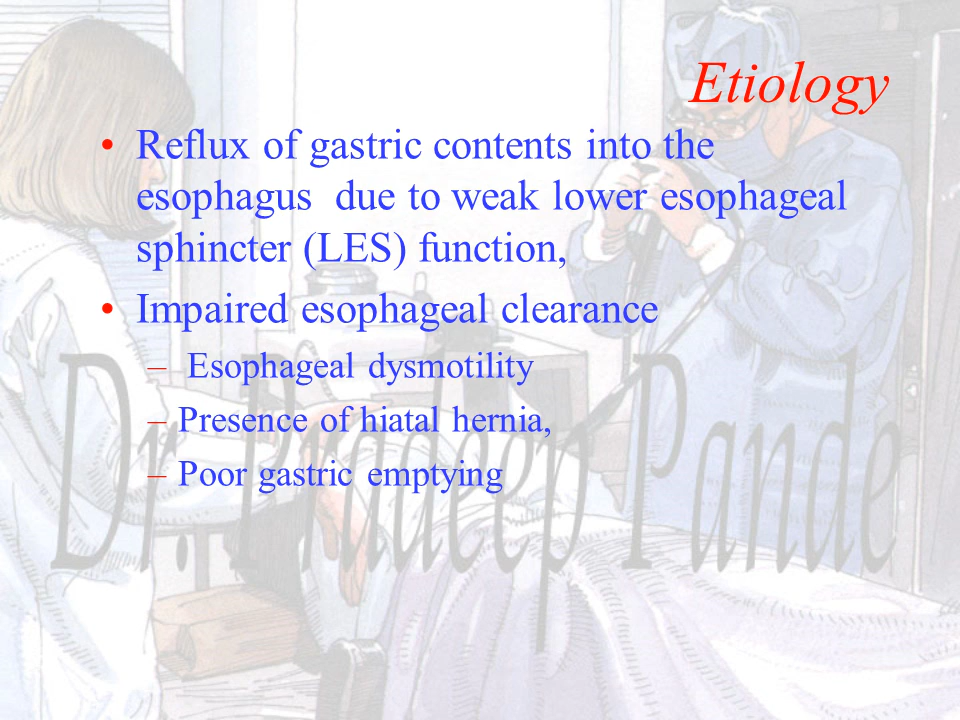 Etiology
• Reflux of gastric contents into the
esophagus due to weak lower esophageal
sphincter (LES) function,
• Impaired esophageal clearance
– Esophageal dysmotility
– Presence of hiatal hernia,
– Poor gastric emptying
Dr. Pradeep Pande